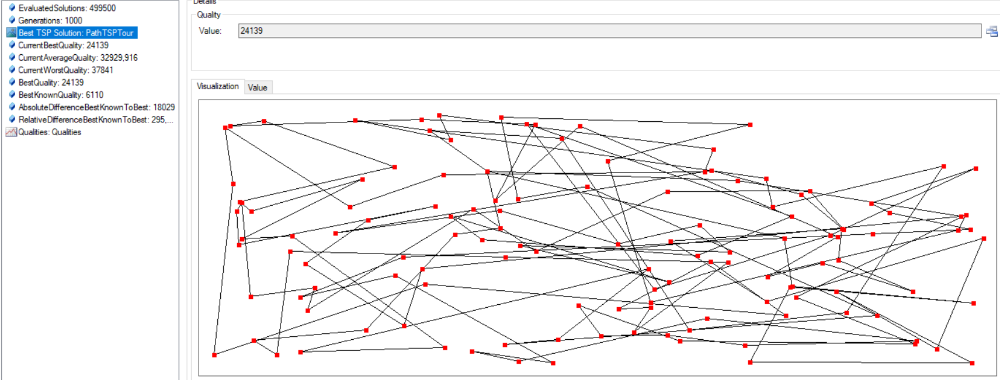 EvaluatedSolutions: 499500
Generations: 1000
Best TSP Solution: PathTSPTour
CurrentBestQuality: 24139
CurrentAverageQuality: 32929,916
CurrentWorstQuality: 37841
BestQuality: 24139
BestKnownQuality: 6110
AbsoluteDifferenceBestKnownToBest: 18029
RelativeDifferenceBestKnownToBest: 295,...
Qualities: Qualities
Details
Quality
Value: 24139
Visualization Value